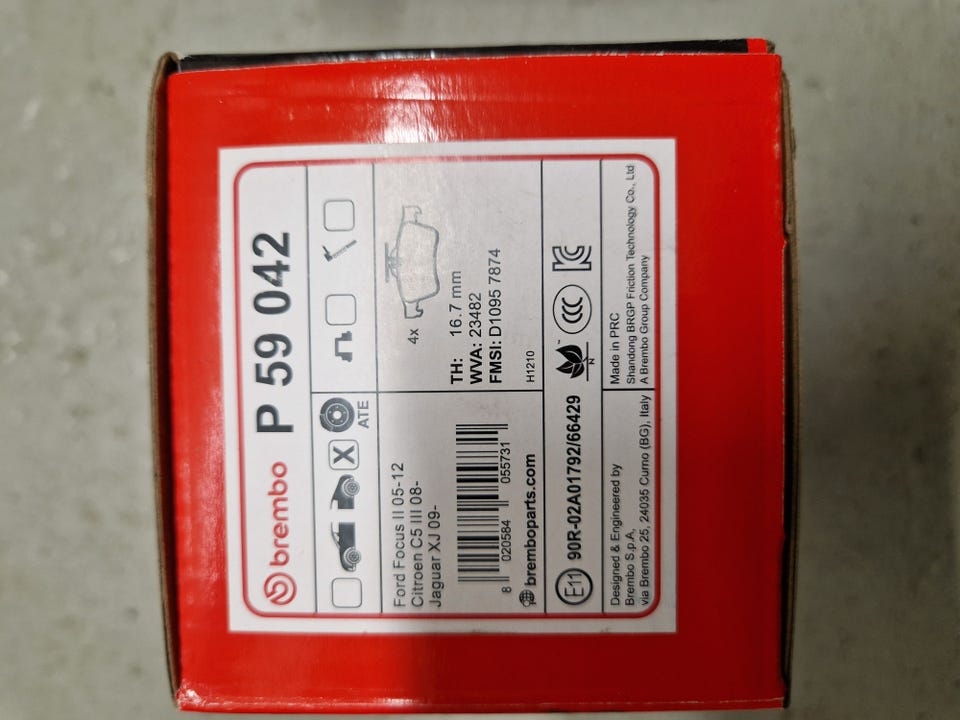 brembo P 59 042
X ATE
Ford Focus II 05-12
Citroen C5 III 08-
Jaguar XJ 09-
8 020584 055731
bremboparts.com
4x
TH: 16.7 mm
WVA: 23482
FMSI: D1095 7874
H1210
E11 90R-02A01792/66429
N
CCC
Designed & Engineered by
Brembo S.p.A,
via Brembo 25, 24035 Curno (BG), Italy
Made in PRC
Shandong BRGP Friction Technology Co., Ltd
A Brembo Group Company